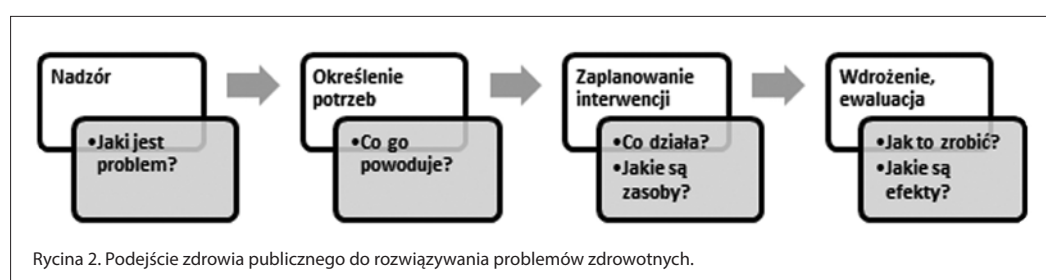 Nadzór
•Jaki jest
problem?
Określenie
potrzeb
•Co go
powoduje?
Zaplanowanie
interwencji
•Co działa?
•Jakie są
zasoby?
Wdrożenie,
ewaluacja
•Jak to zrobić?
•Jakie są
efekty?
Rycina 2. Podejście zdrowia publicznego do rozwiązywania problemów zdrowotnych.